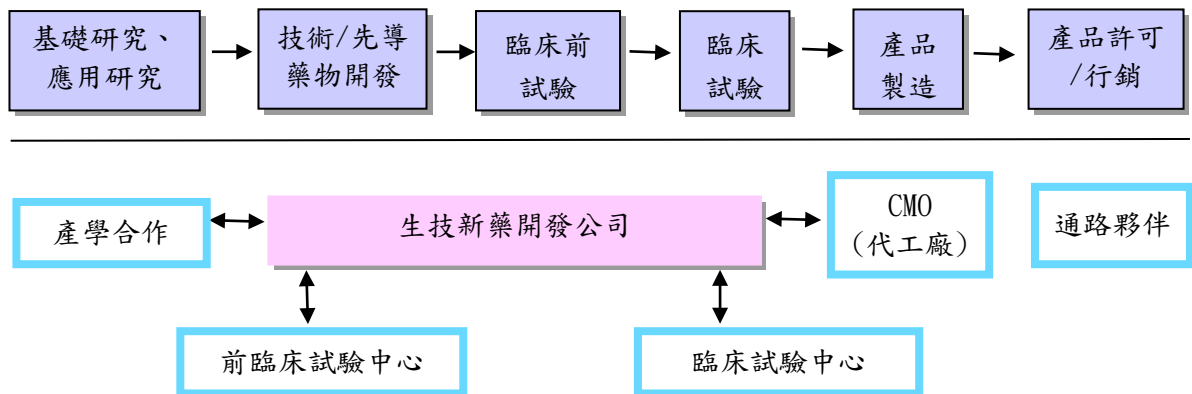 基礎研究、
應用研究
技術/先導
藥物開發
臨床前
試驗
臨床
試驗
產品
製造
產品許可
/行銷
產學合作
生技新藥開發公司
CMO
(代工廠)
通路夥伴
前臨床試驗中心
臨床試驗中心